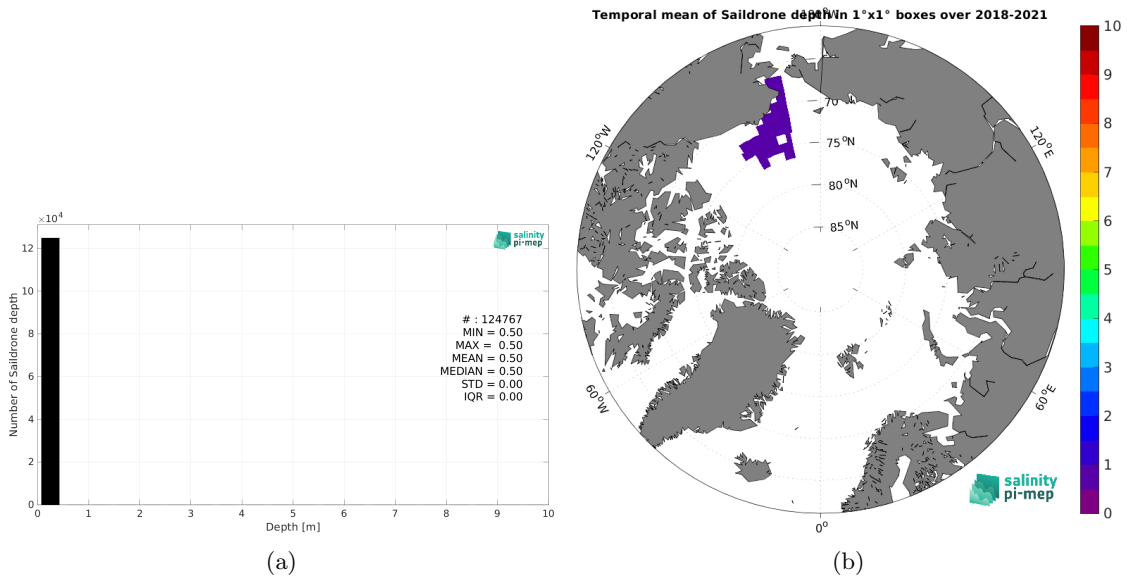 ×10⁴
12
10
8
6
4
2
0
Number of Saildrone depth
0 1 2 3 4 5 6 7 8 9 10
Depth [m]
salinity
pi-mep
# : 124767
MIN = 0.50
MAX = 0.50
MEAN = 0.50
MEDIAN = 0.50
STD = 0.00
IQR = 0.00
(a)
Temporal mean of Saildrone depth in 1°x1° boxes over 2018-2021
180°W
120°W
120°E
60°W
60°E
0°
70°N
75°N
80°N
85°N
salinity
pi-mep
10
9
8
7
6
5
4
3
2
1
0
(b)